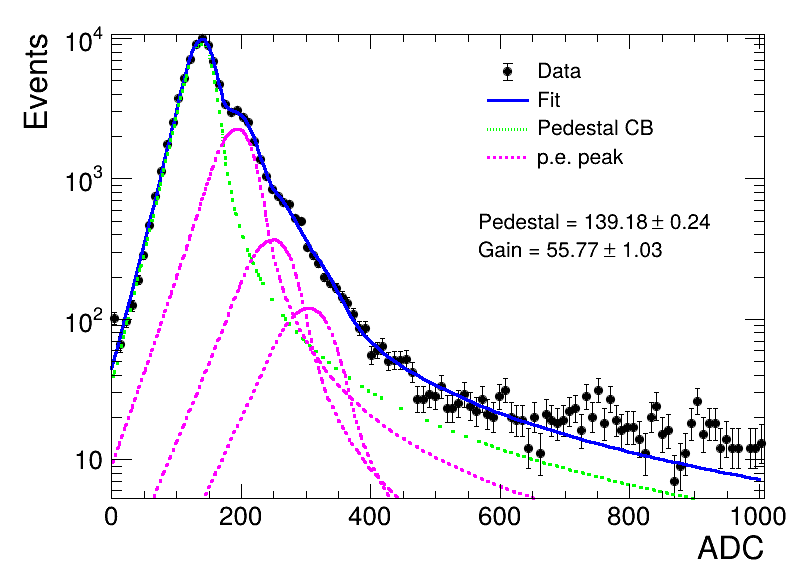 Events
10⁴
10³
10²
10
Data
Fit
Pedestal CB
p.e. peak
Pedestal = 139.18 ± 0.24
Gain = 55.77 ± 1.03
0 200 400 600 800 1000
ADC